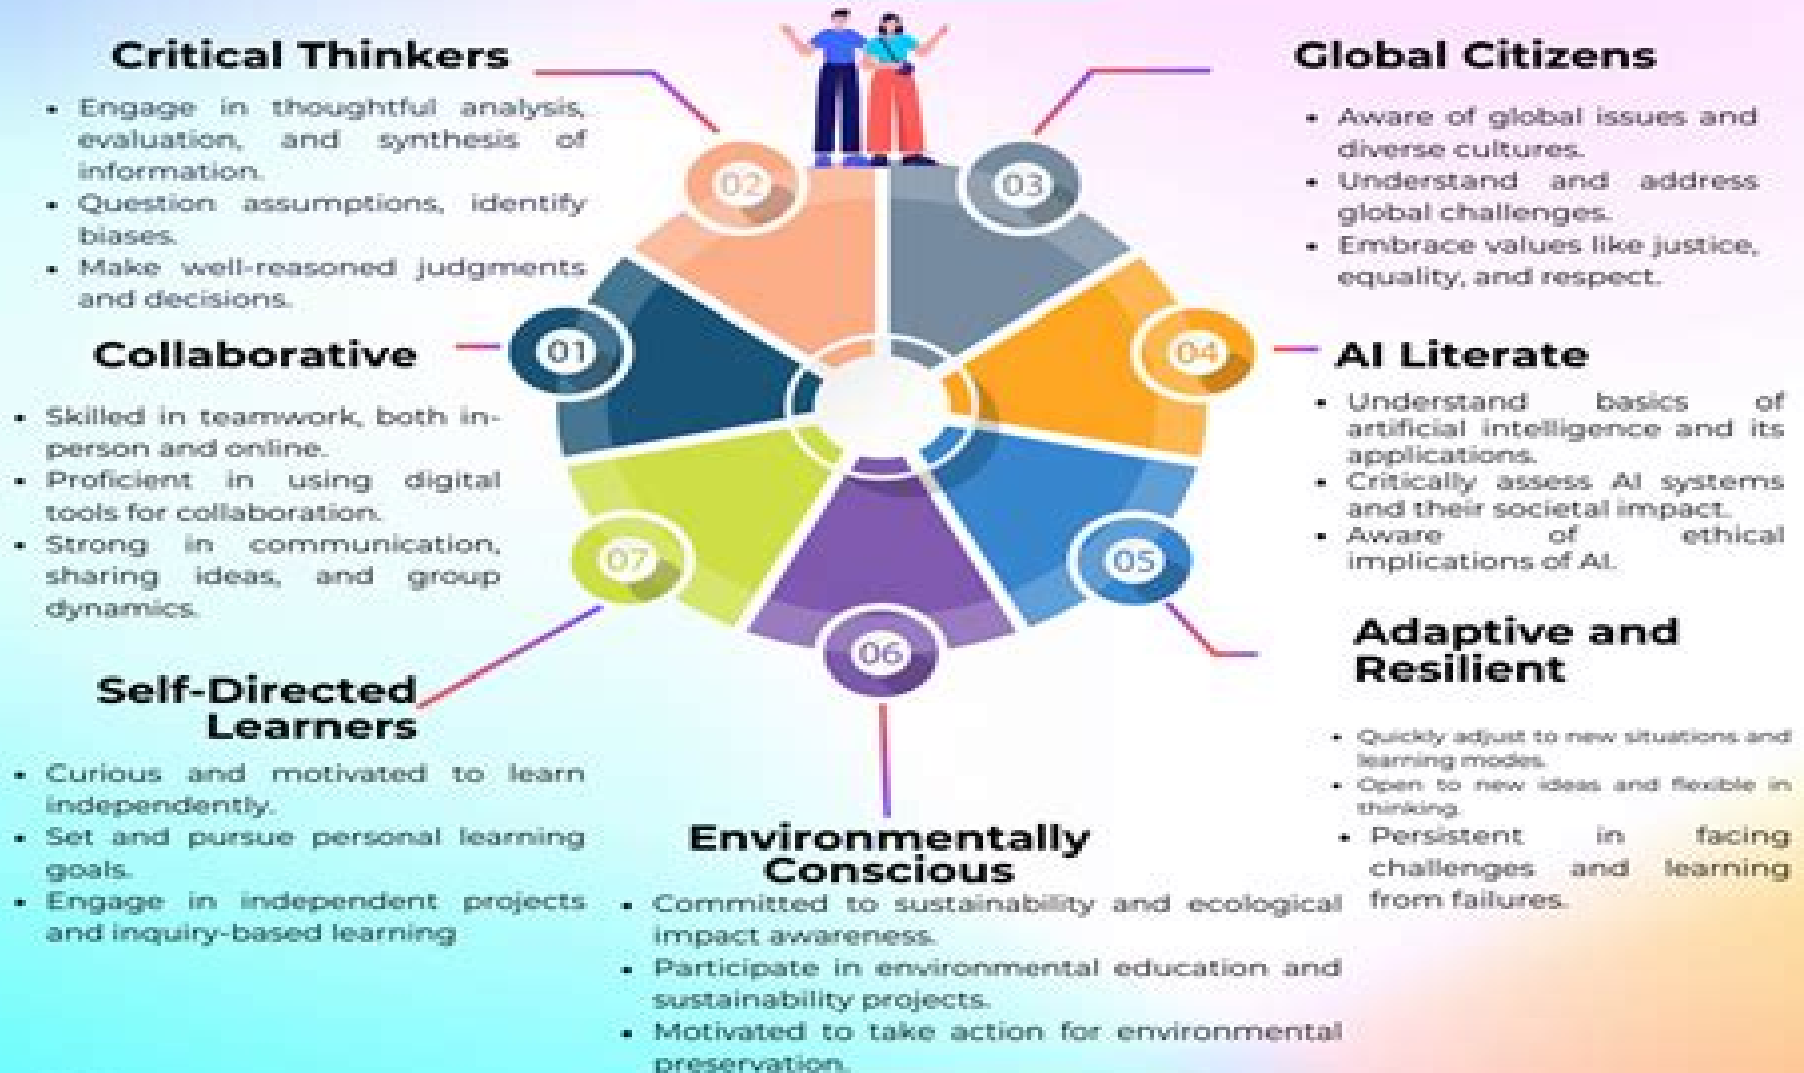 Critical Thinkers
• Engage in thoughtful analysis,
evaluation, and synthesis of
information.
• Question assumptions, identify
biases.
• Make well-reasoned judgments
and decisions.
Collaborative
• Skilled in teamwork, both in-
person and online.
• Proficient in using digital
tools for collaboration.
• Strong in communication,
sharing ideas, and group
dynamics.
Self-Directed
Learners
• Curious and motivated to learn
independently.
• Set and pursue personal learning
goals.
• Engage in independent projects
and inquiry-based learning
02
03
01
04
07
05
06
Environmentally
Conscious
• Committed to sustainability and ecological
impact awareness.
• Participate in environmental education and
sustainability projects.
• Motivated to take action for environmental
preservation.
Global Citizens
• Aware of global issues and
diverse cultures.
• Understand and address
global challenges.
• Embrace values like justice,
equality, and respect.
AI Literate
• Understand basics of
artificial intelligence and its
applications.
• Critically assess AI systems
and their societal impact.
• Aware of ethical
implications of AI.
Adaptive and
Resilient
• Quickly adjust to new situations and
learning modes.
• Open to new ideas and flexible in
thinking.
• Persistent in facing
challenges and learning
from failures.